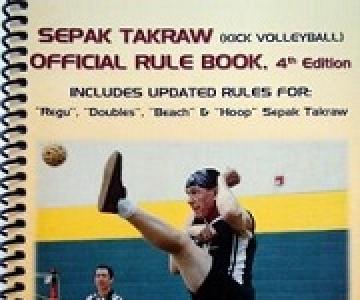 SEPAK TAKRAW (KICK VOLLEYBALL)
OFFICIAL RULE BOOK, 4th Edition
INCLUDES UPDATED RULES FOR:
"Regu", "Doubles", "Beach" & "Hoop" Sepak Takraw